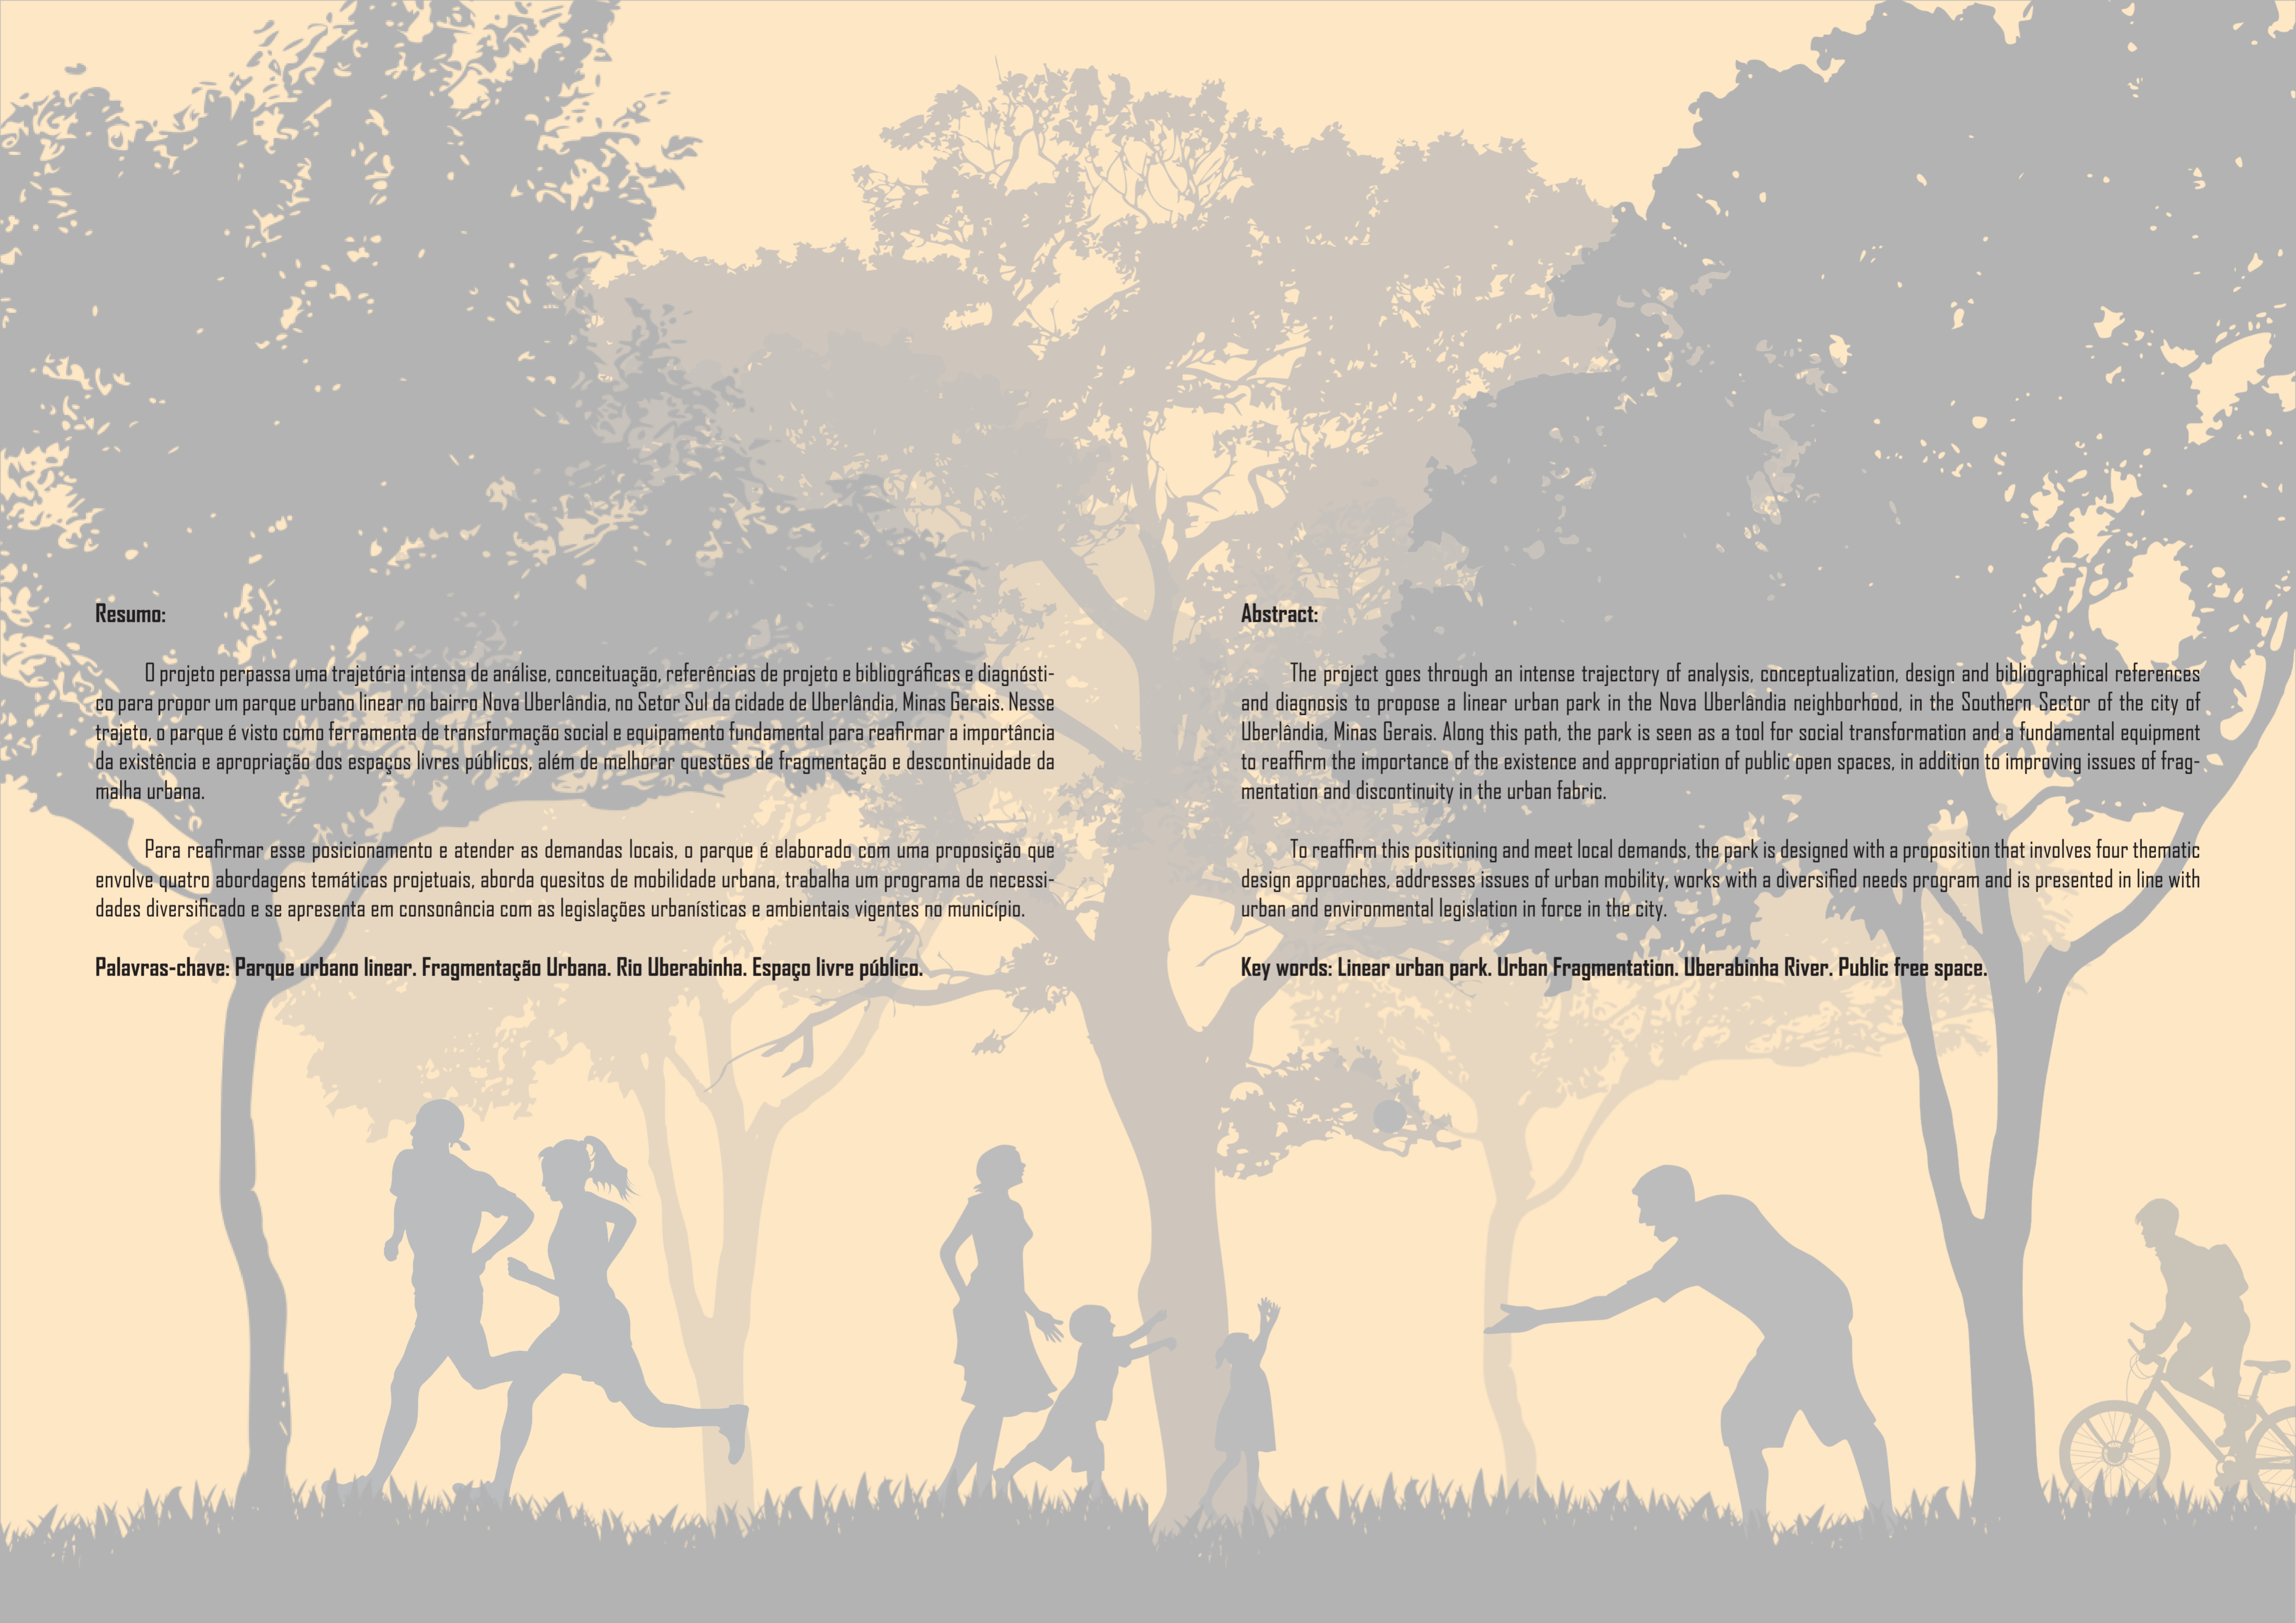 Resumo:
O projeto perpassa uma trajetória intensa de análise, conceituação, referências de projeto e bibliográficas e diagnósti-
co para propor um parque urbano linear no bairro Nova Uberlândia, no Setor Sul da cidade de Uberlândia, Minas Gerais. Nesse
trajeto, o parque é visto como ferramenta de transformação social e equipamento fundamental para reafirmar a importância
da existência e apropriação dos espaços livres públicos, além de melhorar questões de fragmentação e descontinuidade da
malha urbana.
Para reafirmar esse posicionamento e atender as demandas locais, o parque é elaborado com uma proposição que
envolve quatro abordagens temáticas projetuais, aborda quesitos de mobilidade urbana, trabalha um programa de necessi-
dades diversificado e se apresenta em consonância com as legislações urbanísticas e ambientais vigentes no município.
Palavras-chave: Parque urbano linear. Fragmentação Urbana. Rio Uberabinha. Espaço livre público.
Abstract:
The project goes through an intense trajectory of analysis, conceptualization, design and bibliographical references
and diagnosis to propose a linear urban park in the Nova Uberlândia neighborhood, in the Southern Sector of the city of
Uberlândia, Minas Gerais. Along this path, the park is seen as a tool for social transformation and a fundamental equipment
to reaffirm the importance of the existence and appropriation of public open spaces, in addition to improving issues of frag-
mentation and discontinuity in the urban fabric.
To reaffirm this positioning and meet local demands, the park is designed with a proposition that involves four thematic
design approaches, addresses issues of urban mobility, works with a diversified needs program and is presented in line with
urban and environmental legislation in force in the city.
Key words: Linear urban park. Urban Fragmentation. Uberabinha River. Public free space.